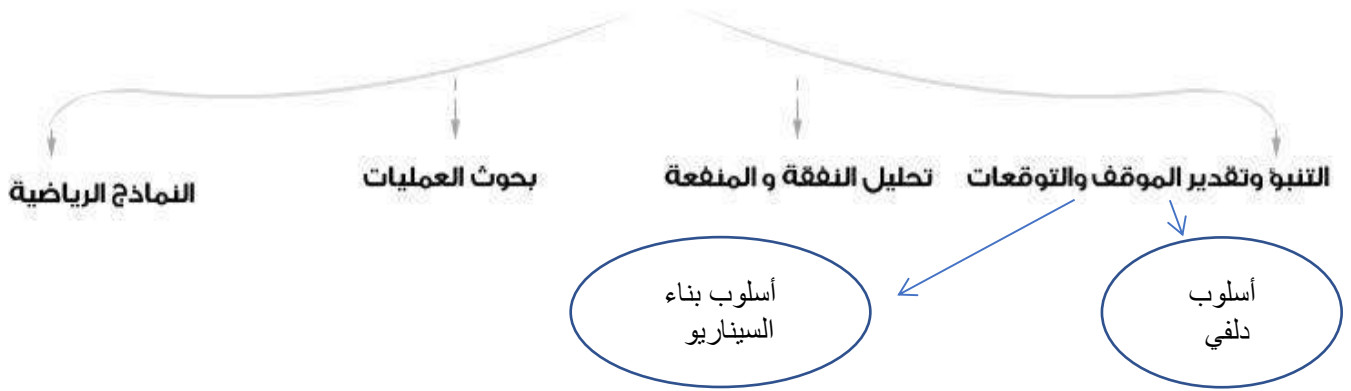 التنبؤ وتقدير الموقف والتوقعات
تحليل النفقة و المنفعة
بحوث العمليات
النماذج الرياضية
أسلوب
دلفي
أسلوب بناء
السيناريو